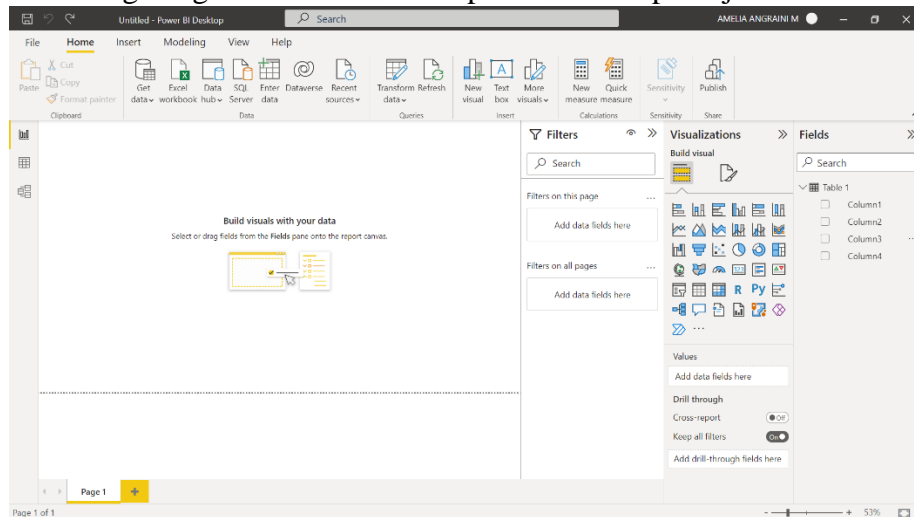 Untitled - Power BI Desktop
Search
AMELIA ANGRAINI M
File Home Insert Modeling View Help
Paste
Cut
Copy
Format painter
Clipboard
Get data
Excel workbook
Data hub
SQL Server
Enter data
Dataverse
Recent sources
Data
Transform data
Refresh
Queries
New visual
Text box
More visuals
Insert
New measure
Quick measure
Calculations
Sensitivity
Sensitivity
Publish
Share
Build visuals with your data
Select or drag fields from the Fields pane onto the report canvas.
Filters
Search
Filters on this page ...
Add data fields here
Filters on all pages ...
Add data fields here
Visualizations
Build visual
123
R Py
...
Values
Add data fields here
Drill through
Cross-report Off
Keep all filters On
Add drill-through fields here
Fields
Search
Table 1
Column1
Column2
Column3 ...
Column4
Page 1 +
Page 1 of 1
- + 53%